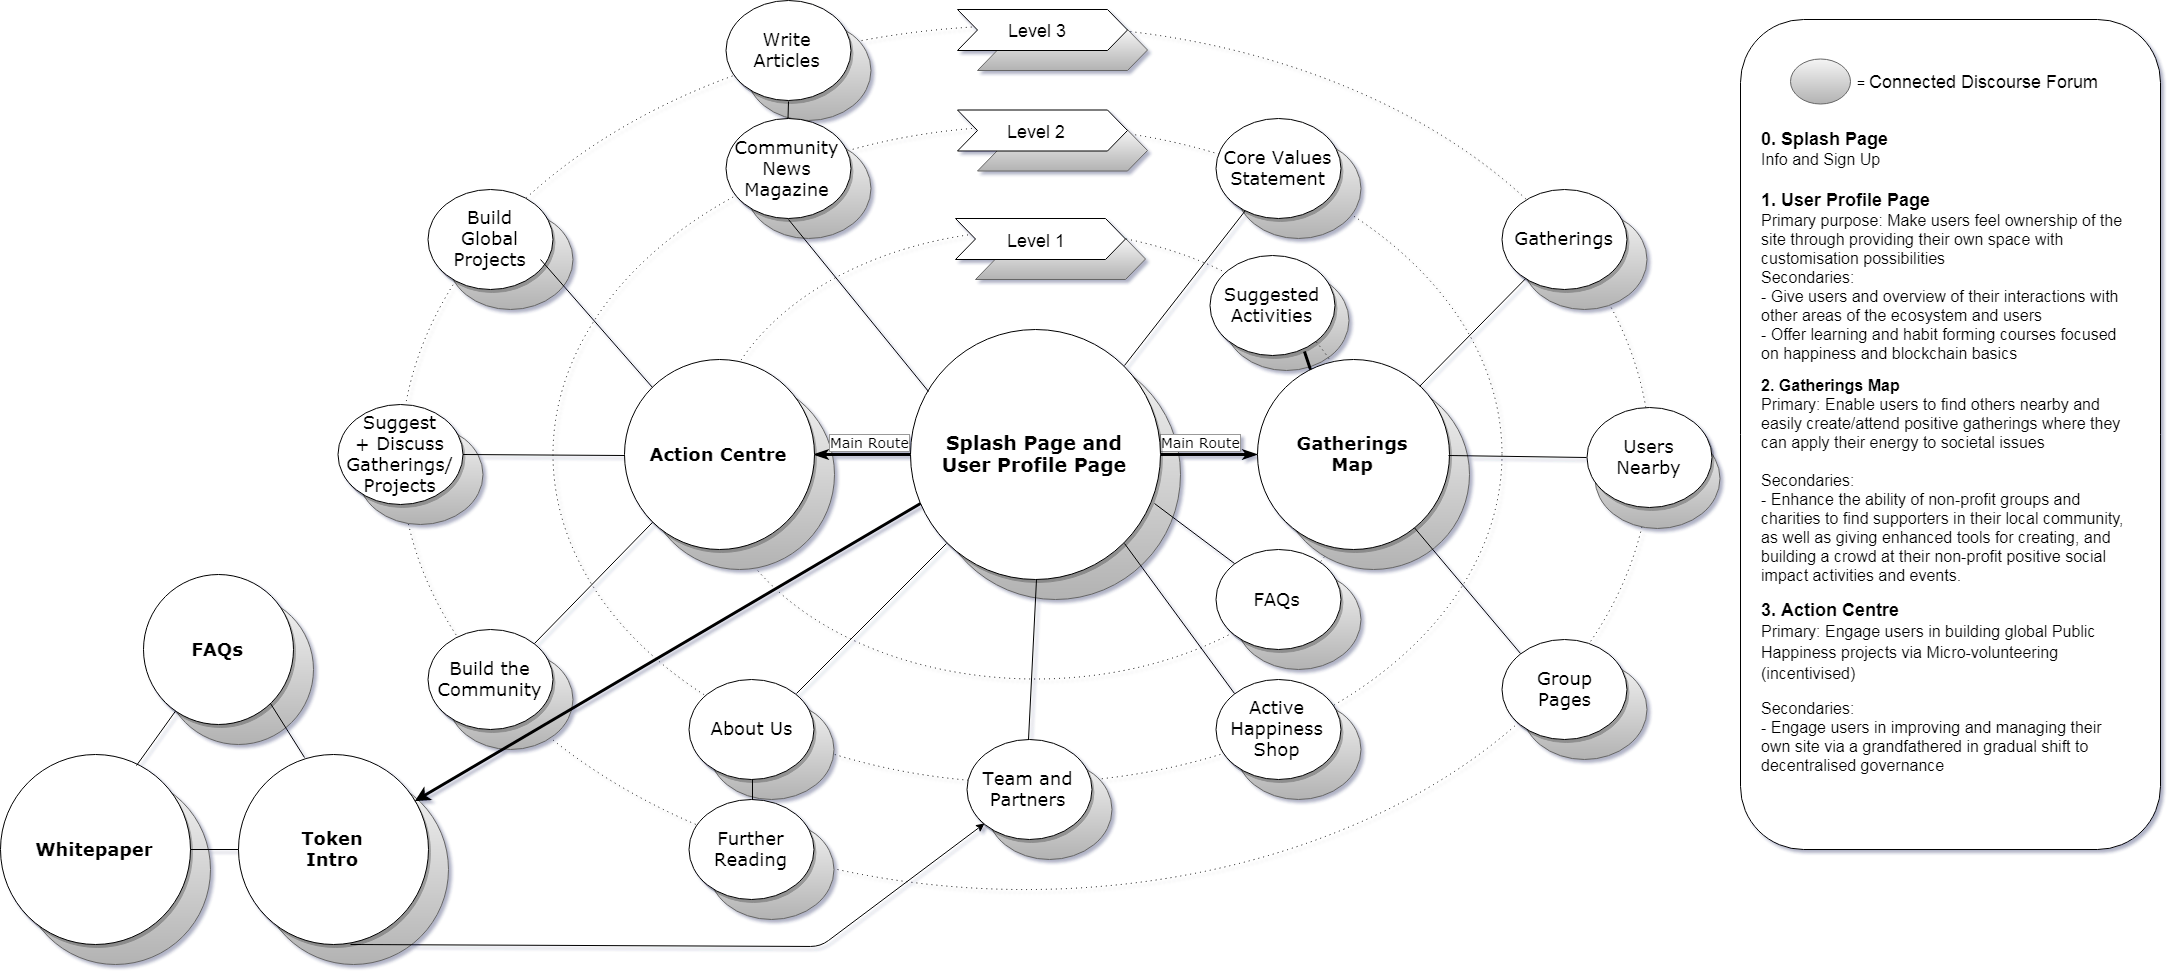 Write
Articles
Level 3
Level 2
Level 1
Community
News
Magazine
Core Values
Statement
Build
Global
Projects
Gatherings
Suggested
Activities
Suggest
+ Discuss
Gatherings/
Projects
Action Centre
Main Route
Splash Page and
User Profile Page
Main Route
Gatherings
Map
Users
Nearby
FAQs
FAQs
Build the
Community
About Us
Active
Happiness
Shop
Group
Pages
Team and
Partners
Whitepaper
Token
Intro
Further
Reading
= Connected Discourse Forum
0. Splash Page
Info and Sign Up
1. User Profile Page
Primary purpose: Make users feel ownership of the
site through providing their own space with
customisation possibilities
Secondaries:
- Give users and overview of their interactions with
other areas of the ecosystem and users
- Offer learning and habit forming courses focused
on happiness and blockchain basics
2. Gatherings Map
Primary: Enable users to find others nearby and
easily create/attend positive gatherings where they
can apply their energy to societal issues
Secondaries:
- Enhance the ability of non-profit groups and
charities to find supporters in their local community,
as well as giving enhanced tools for creating, and
building a crowd at their non-profit positive social
impact activities and events.
3. Action Centre
Primary: Engage users in building global Public
Happiness projects via Micro-volunteering
(incentivised)
Secondaries:
- Engage users in improving and managing their
own site via a grandfathered in gradual shift to
decentralised governance